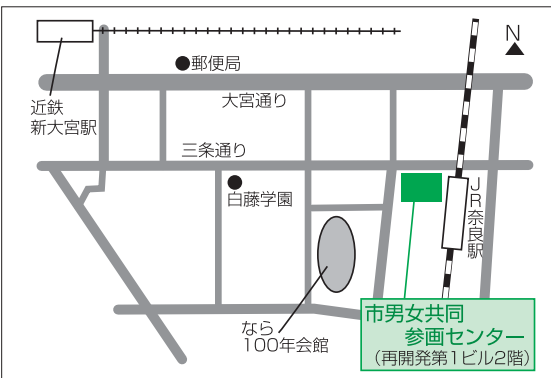 N
郵便局
近鉄
新大宮駅
大宮通り
三条通り
白藤学園
JR奈良駅
なら
100年会館
市男女共同
参画センター
(再開発第1ビル2階)